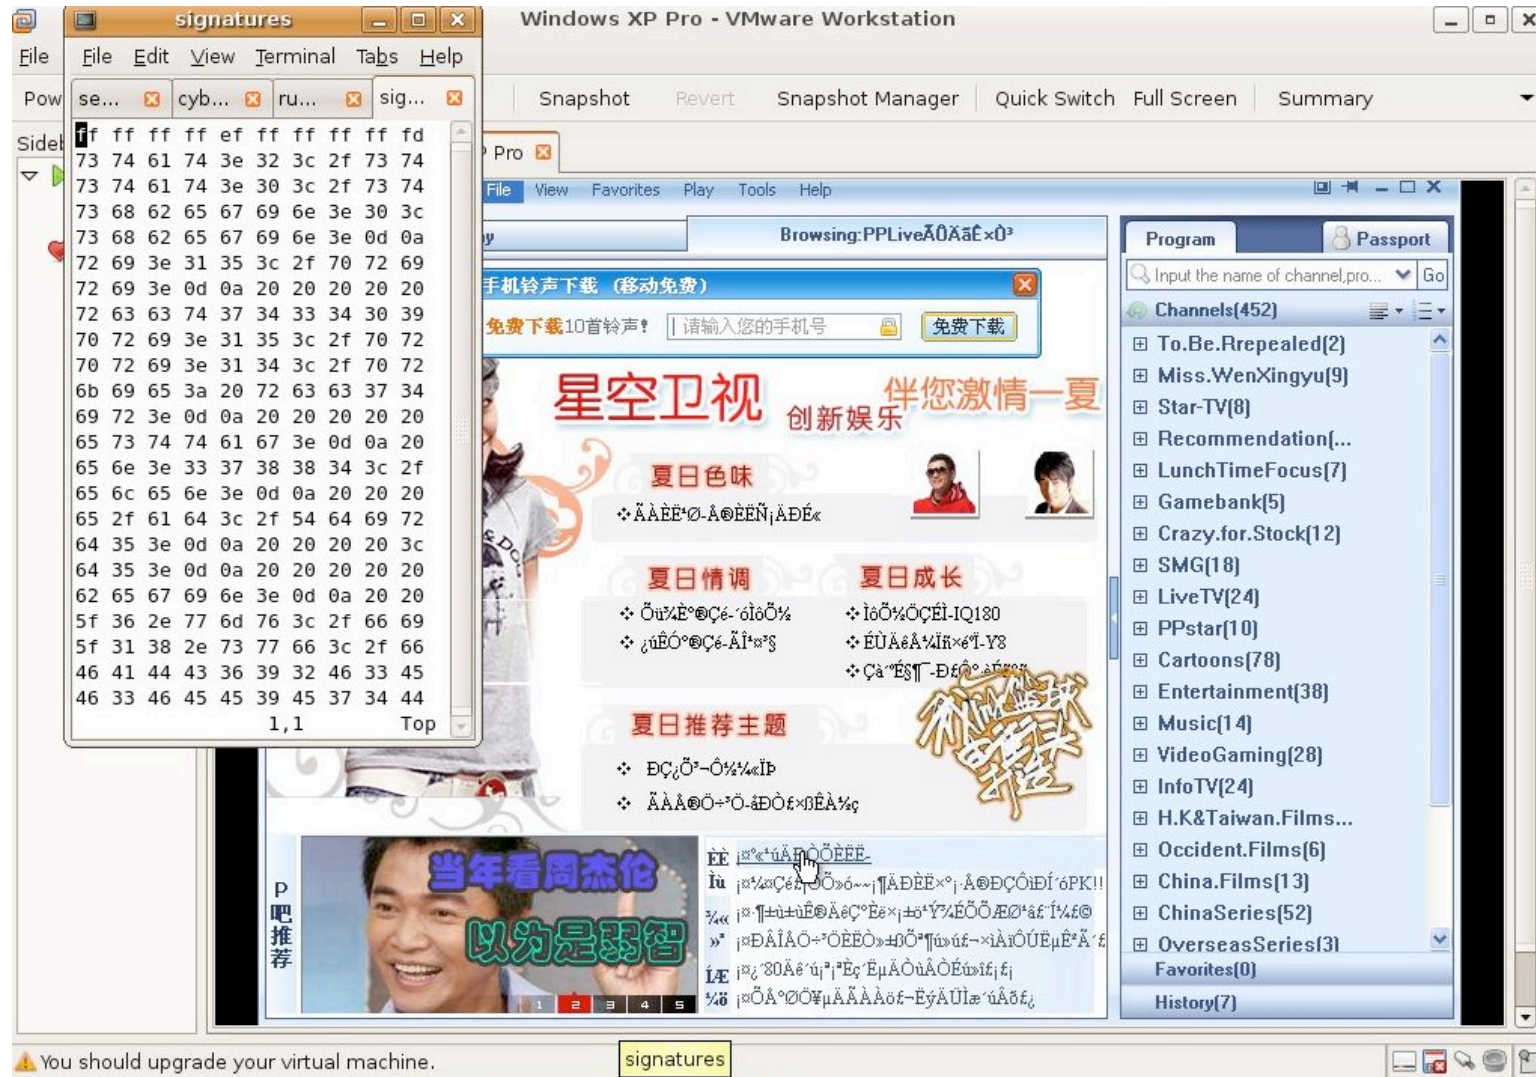 signatures
Windows XP Pro - VMware Workstation
File
File Edit View Terminal Tabs Help
Pow
se... cyb... ru... sig...
Snapshot Revert Snapshot Manager Quick Switch Full Screen Summary
Sideb
Pro
ff ff ff ff ef ff ff ff ff fd
73 74 61 74 3e 32 3c 2f 73 74
73 74 61 74 3e 30 3c 2f 73 74
73 68 62 65 67 69 6e 3e 30 3c
73 68 62 65 67 69 6e 3e 0d 0a
72 69 3e 31 35 3c 2f 70 72 69
72 69 3e 0d 0a 20 20 20 20 20
72 63 63 74 37 34 33 34 30 39
70 72 69 3e 31 35 3c 2f 70 72
70 72 69 3e 31 34 3c 2f 70 72
6b 69 65 3a 20 72 63 63 37 34
69 72 3e 0d 0a 20 20 20 20 20
65 73 74 74 61 67 3e 0d 0a 20
65 6e 3e 33 37 38 38 34 3c 2f
65 6c 65 6e 3e 0d 0a 20 20 20
65 2f 61 64 3c 2f 54 64 69 72
64 35 3e 0d 0a 20 20 20 20 3c
64 35 3e 0d 0a 20 20 20 20 20
62 65 67 69 6e 3e 0d 0a 20 20
5f 36 2e 77 6d 76 3c 2f 66 69
5f 31 38 2e 73 77 66 3c 2f 66
46 41 44 43 36 39 32 46 33 45
46 33 46 45 45 39 45 37 34 44
1,1 Top
File View Favorites Play Tools Help
Browsing:PPLiveÃÛÄãÊ×Ò³
手机铃声下载（移动免费）
免费下载10首铃声！ 请输入您的手机号 免费下载
星空卫视 创新娱乐 伴您激情一夏
夏日色味
夏日情调 夏日成长
夏日推荐主题
当年看周杰伦
以为是弱智
1 2 3 4 5
P吧推荐
Program Passport
Input the name of channel,pro... Go
Channels(452)
To.Be.Rrepealed(2)
Miss.WenXingyu(9)
Star-TV(8)
Recommendation(...
LunchTimeFocus(7)
Gamebank(5)
Crazy.for.Stock(12)
SMG(18)
LiveTV(24)
PPstar(10)
Cartoons(78)
Entertainment(38)
Music(14)
VideoGaming(28)
InfoTV(24)
H.K&Taiwan.Films...
Occident.Films(6)
China.Films(13)
ChinaSeries(52)
OverseasSeries(3)
Favorites(0)
History(7)
You should upgrade your virtual machine.
signatures